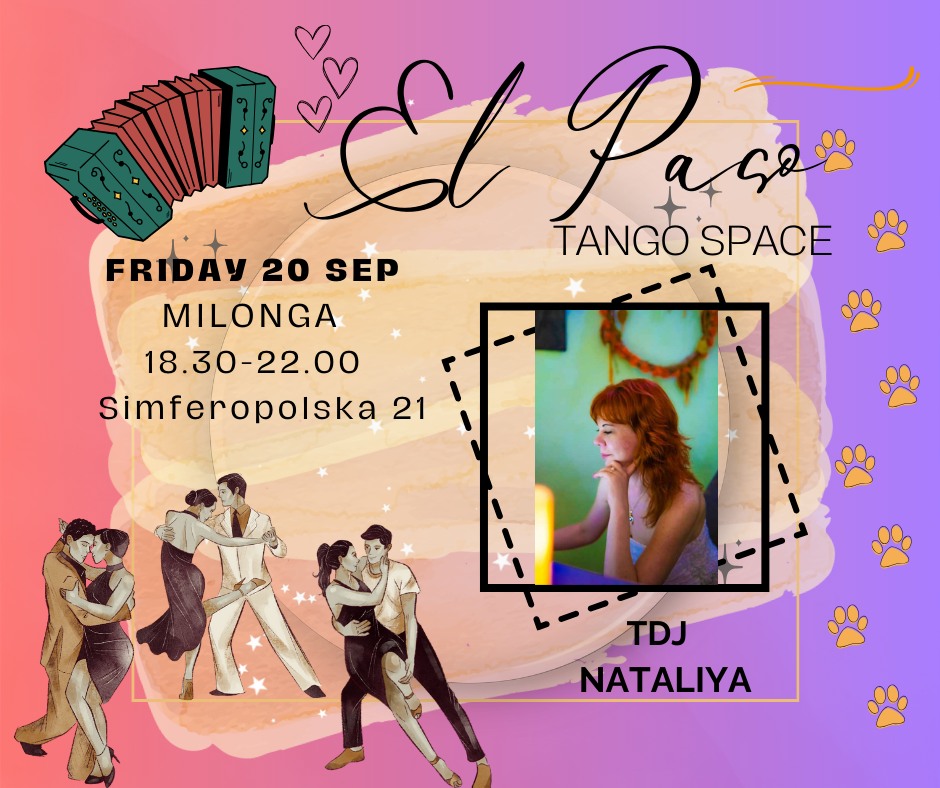 El Paso
TANGO SPACE
FRIDAY 20 SEP
MILONGA
18.30-22.00
Simferopolska 21
TDJ
NATALIYA